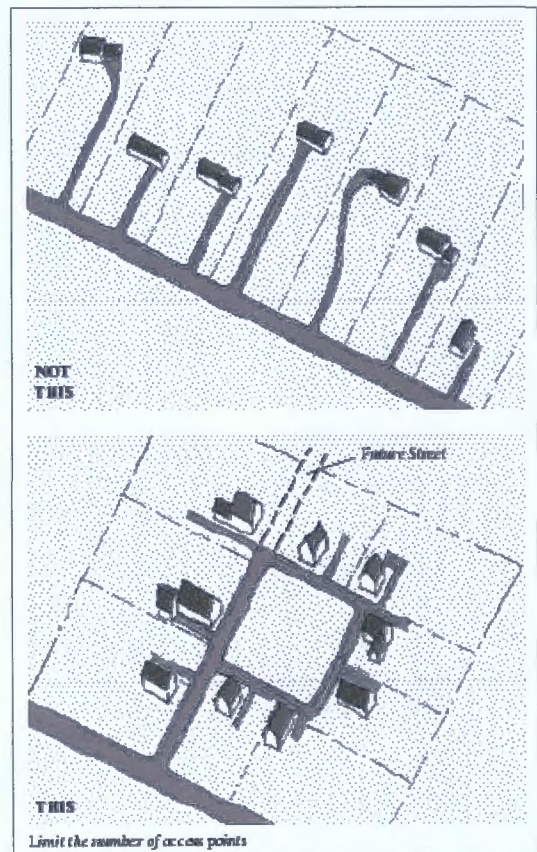 NOT
THIS
Future Street
THIS
Limit the number of access points